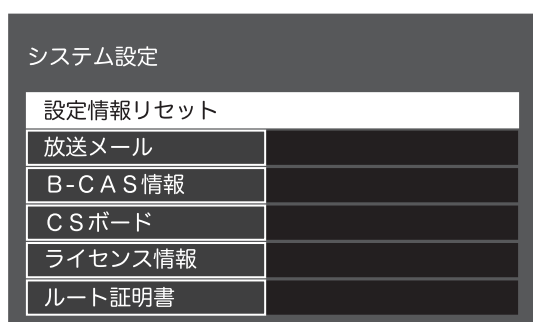 システム設定
設定情報リセット
放送メール
B-CAS情報
CSボード
ライセンス情報
ルート証明書